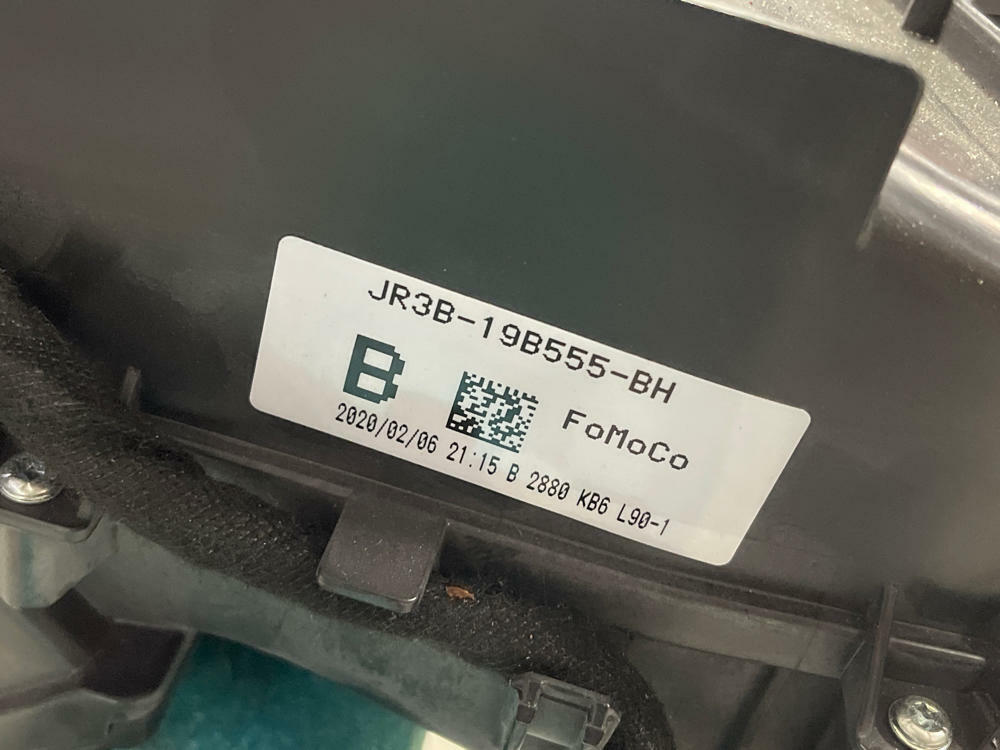 JR3B-19B555-BH
B
FoMoCo
2020/02/06 21:15 B 2880 KB6 L90-1